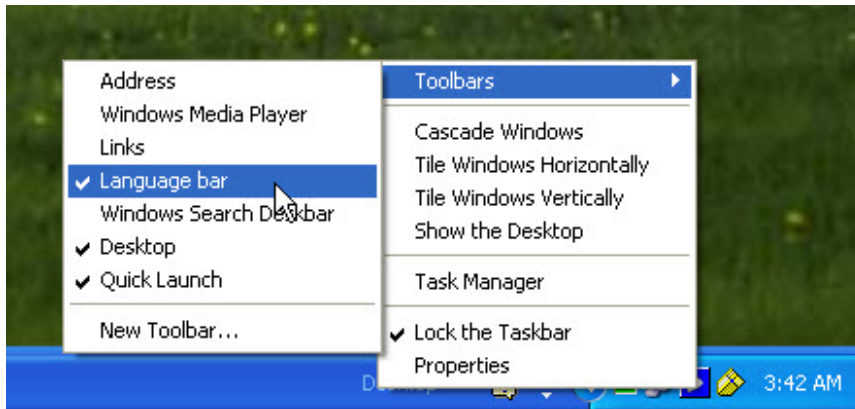 Address
Windows Media Player
Links
Language bar
Windows Search Deskbar
Desktop
Quick Launch
New Toolbar...
Toolbars
Cascade Windows
Tile Windows Horizontally
Tile Windows Vertically
Show the Desktop
Task Manager
Lock the Taskbar
Properties
3:42 AM